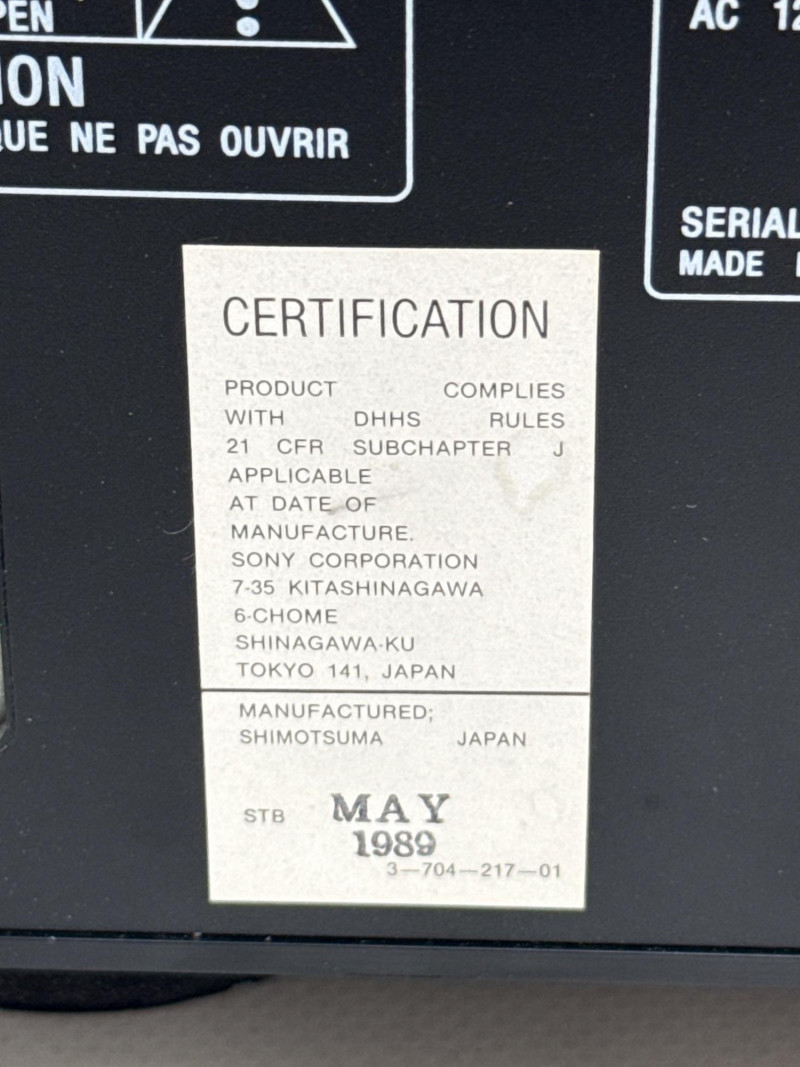 PEN
ION
QUE NE PAS OUVRIR
AC 12
SERIAL
MADE
CERTIFICATION
PRODUCT COMPLIES
WITH DHHS RULES
21 CFR SUBCHAPTER J
APPLICABLE
AT DATE OF
MANUFACTURE.
SONY CORPORATION
7-35 KITASHINAGAWA
6-CHOME
SHINAGAWA-KU
TOKYO 141, JAPAN
MANUFACTURED;
SHIMOTSUMA JAPAN
STB MAY
1989
3—704—217—01